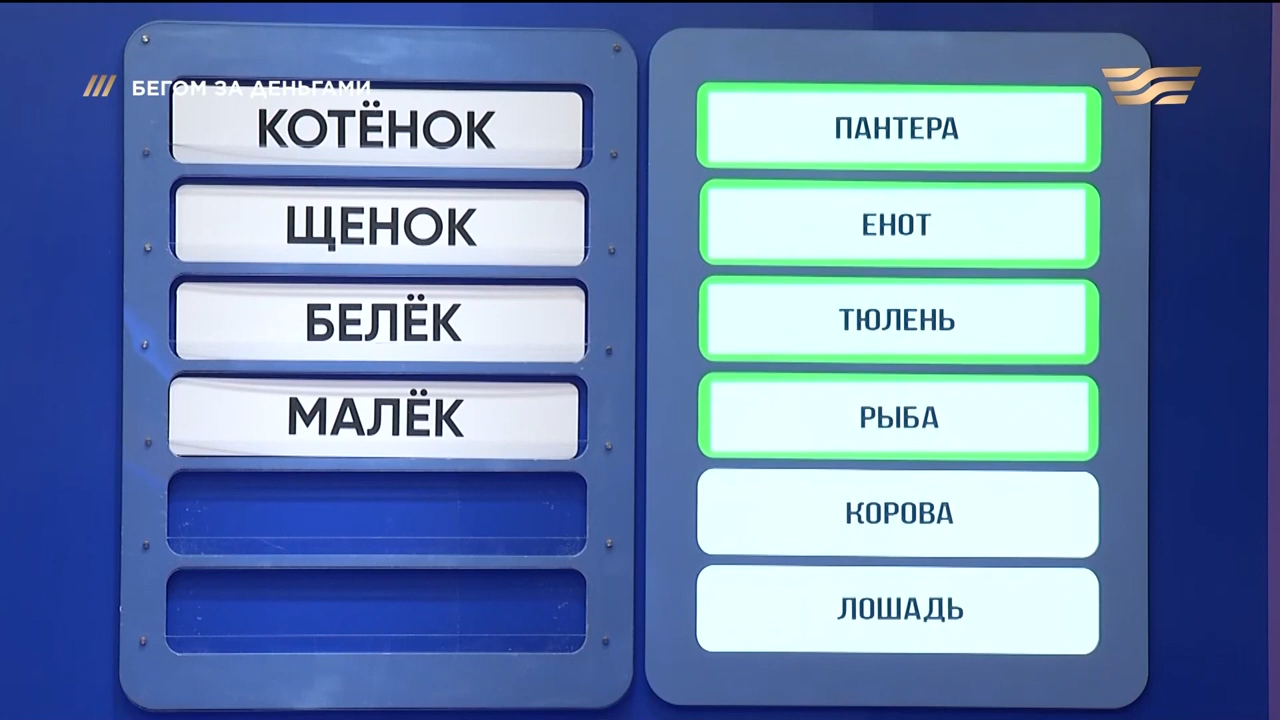 БЕГОМ ЗА ДЕНЬГАМИ
КОТЁНОК
ЩЕНОК
БЕЛЁК
МАЛЁК
ПАНТЕРА
ЕНОТ
ТЮЛЕНЬ
РЫБА
КОРОВА
ЛОШАДЬ